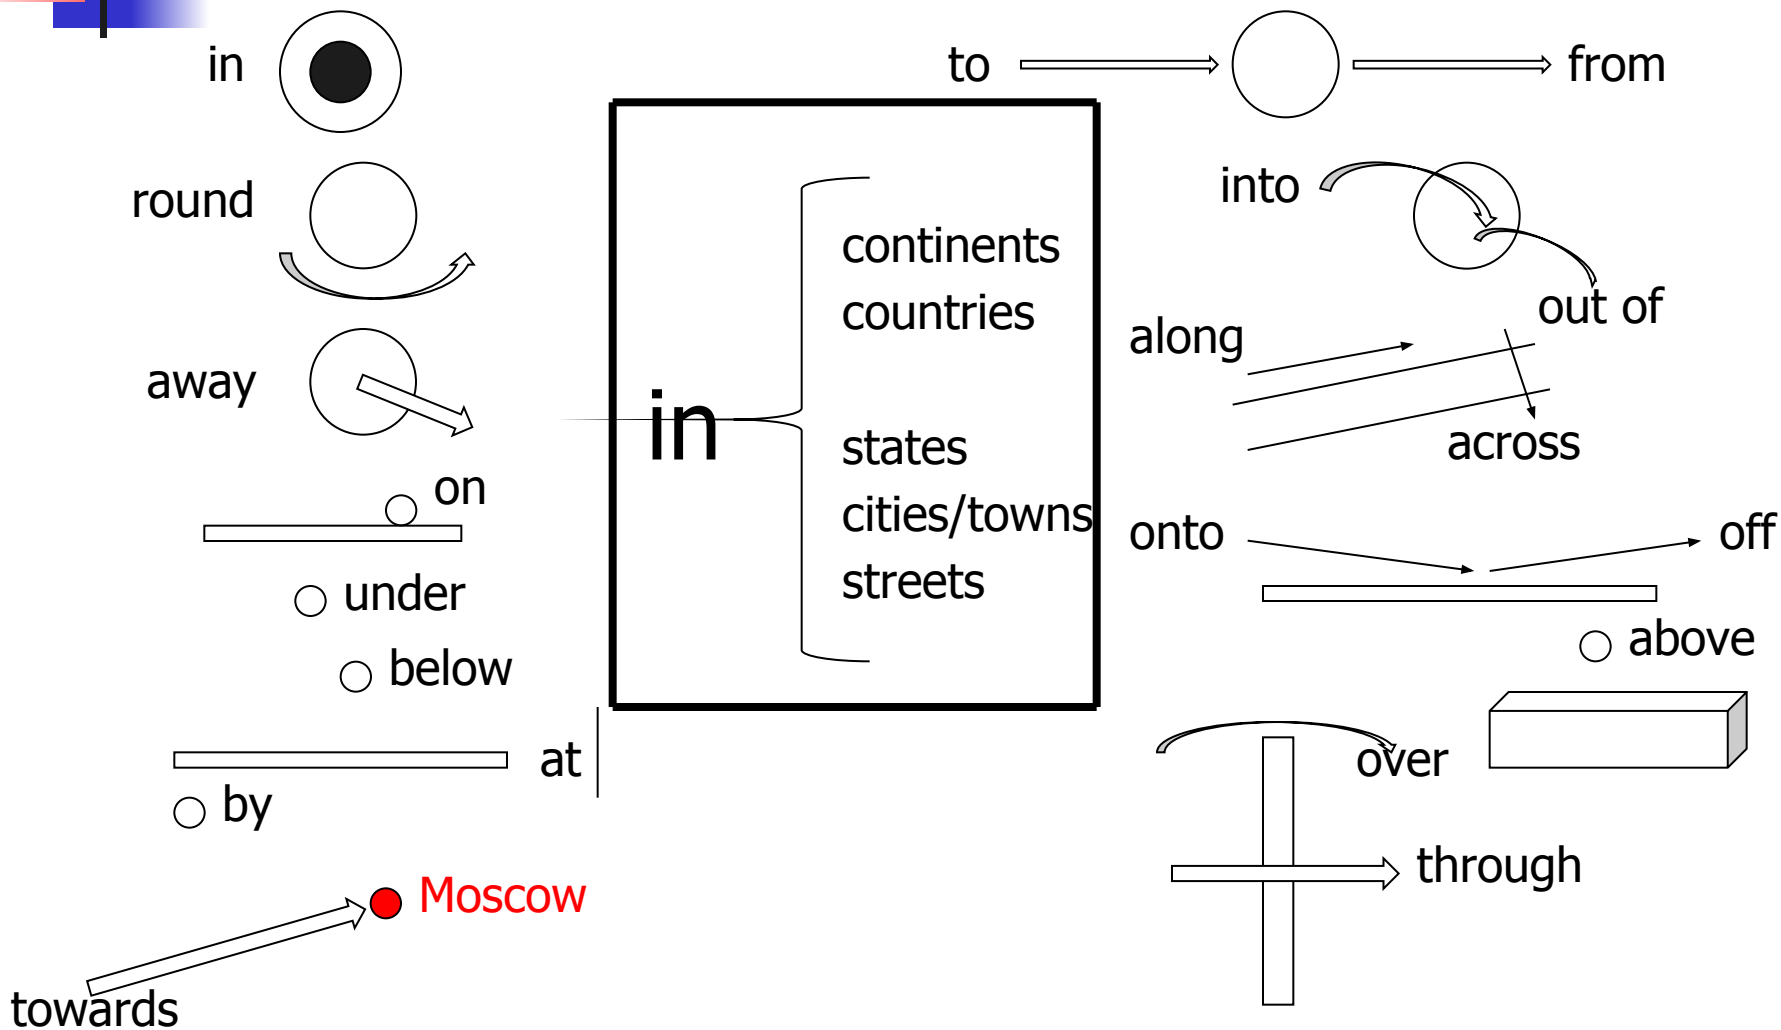 in
round
away
on
under
below
at
by
Moscow
towards
in
continents
countries
states
cities/towns
streets
to
from
into
out of
along
across
onto
off
above
over
through